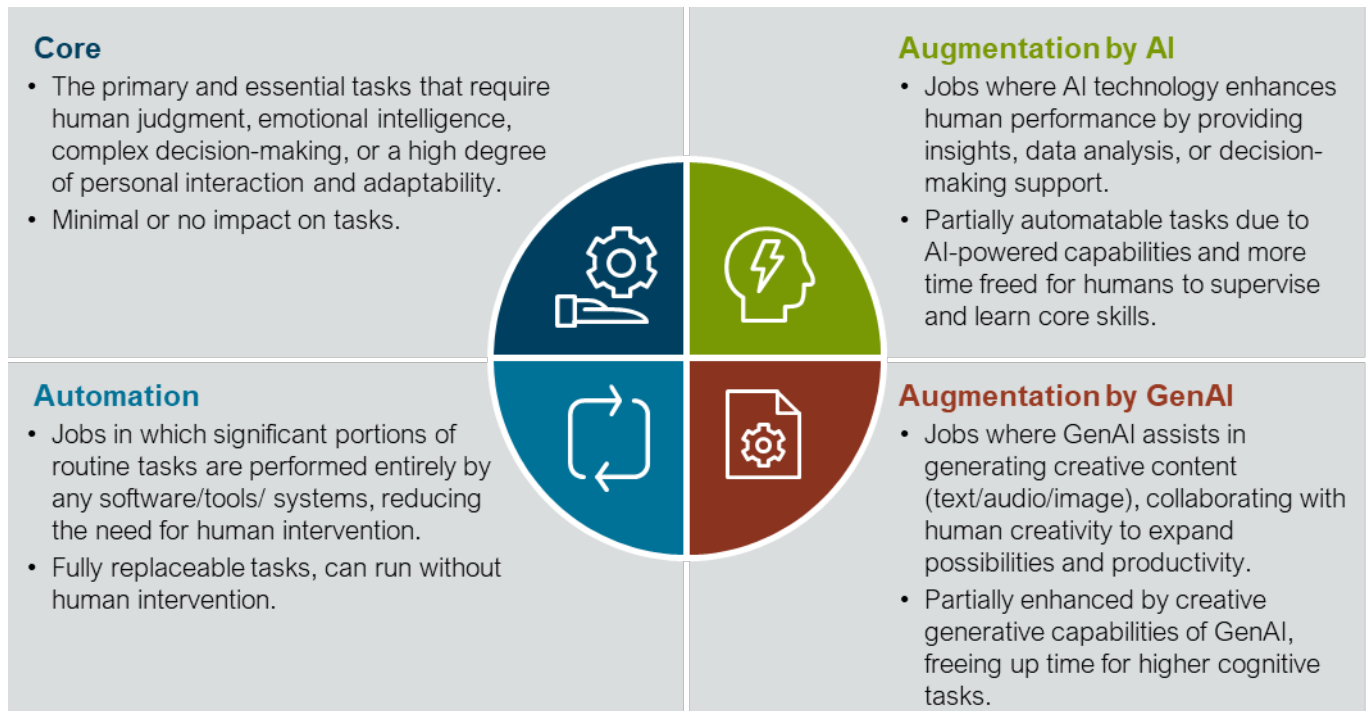 Core
• The primary and essential tasks that require
human judgment, emotional intelligence,
complex decision-making, or a high degree
of personal interaction and adaptability.
• Minimal or no impact on tasks.
Augmentation by AI
• Jobs where AI technology enhances
human performance by providing
insights, data analysis, or decision-
making support.
• Partially automatable tasks due to
AI-powered capabilities and more
time freed for humans to supervise
and learn core skills.
Automation
• Jobs in which significant portions of
routine tasks are performed entirely by
any software/tools/ systems, reducing
the need for human intervention.
• Fully replaceable tasks, can run without
human intervention.
Augmentation by GenAI
• Jobs where GenAI assists in
generating creative content
(text/audio/image), collaborating with
human creativity to expand
possibilities and productivity.
• Partially enhanced by creative
generative capabilities of GenAI,
freeing up time for higher cognitive
tasks.